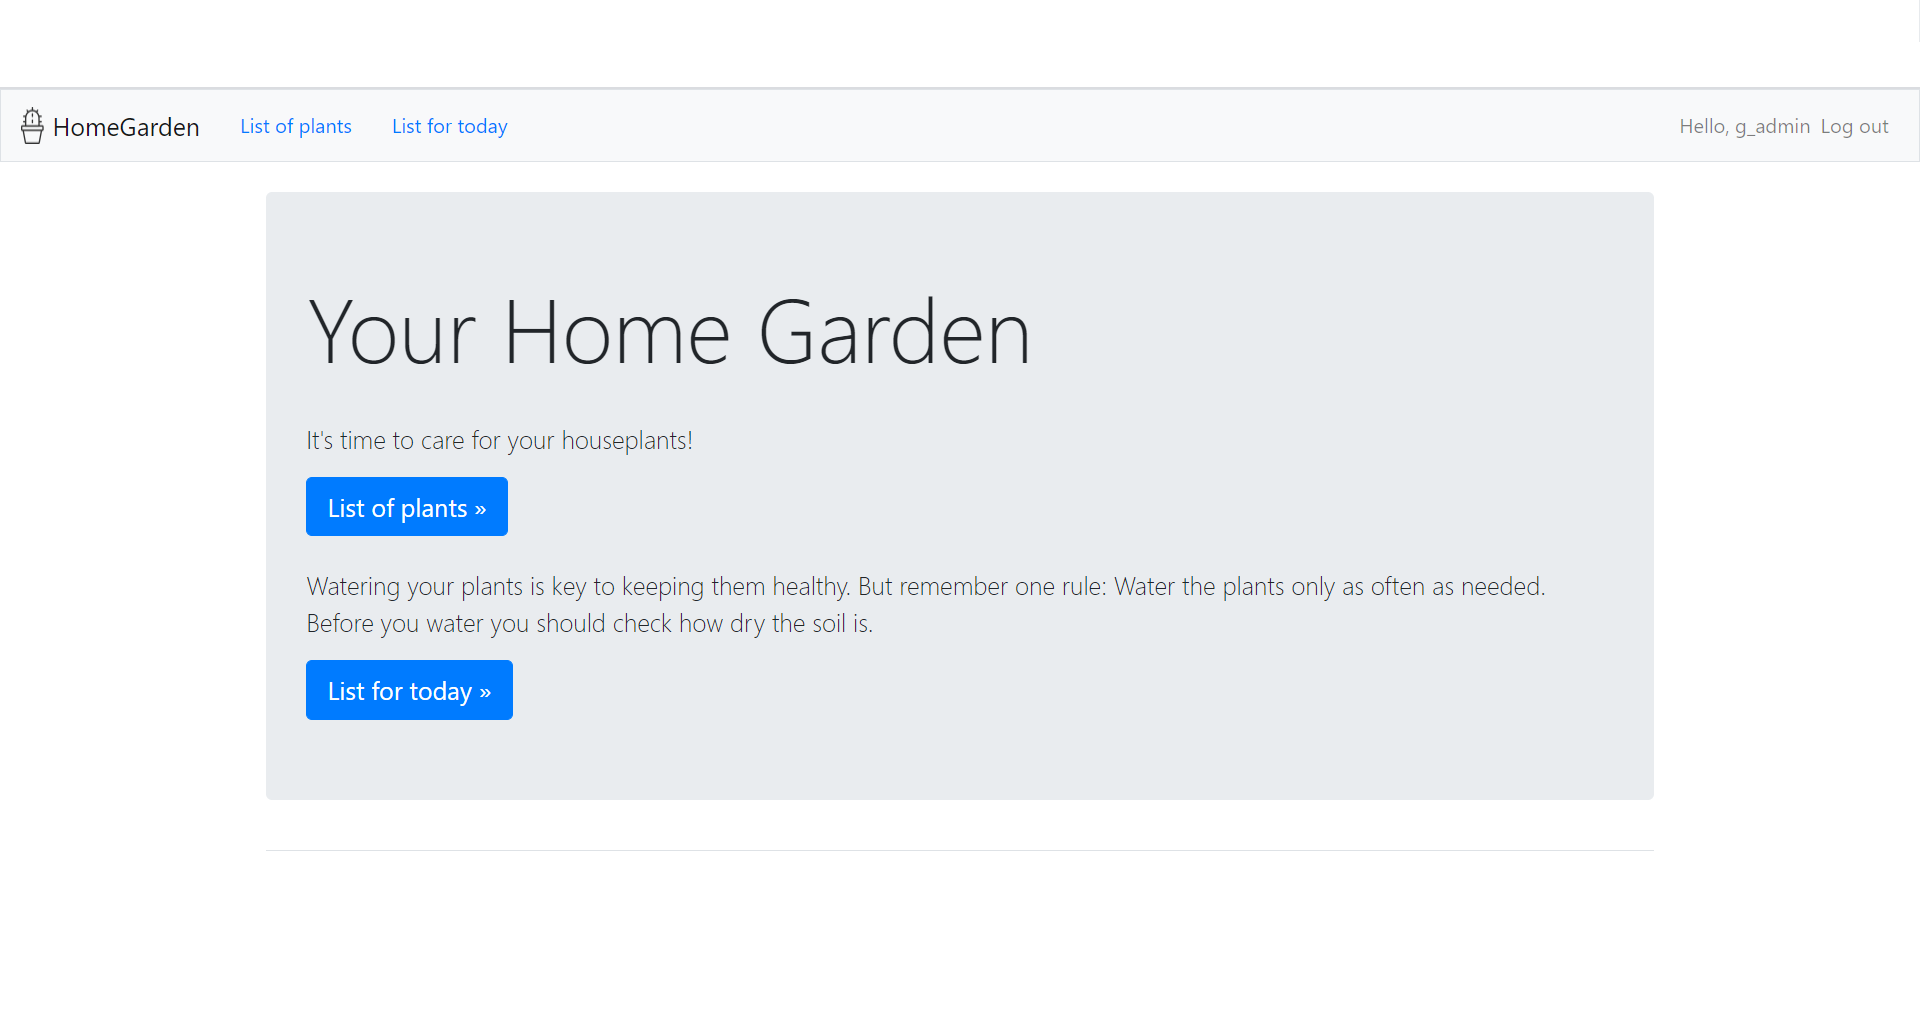 HomeGarden List of plants List for today Hello, g_admin Log out
Your Home Garden
It's time to care for your houseplants!
List of plants »
Watering your plants is key to keeping them healthy. But remember one rule: Water the plants only as often as needed.
Before you water you should check how dry the soil is.
List for today »